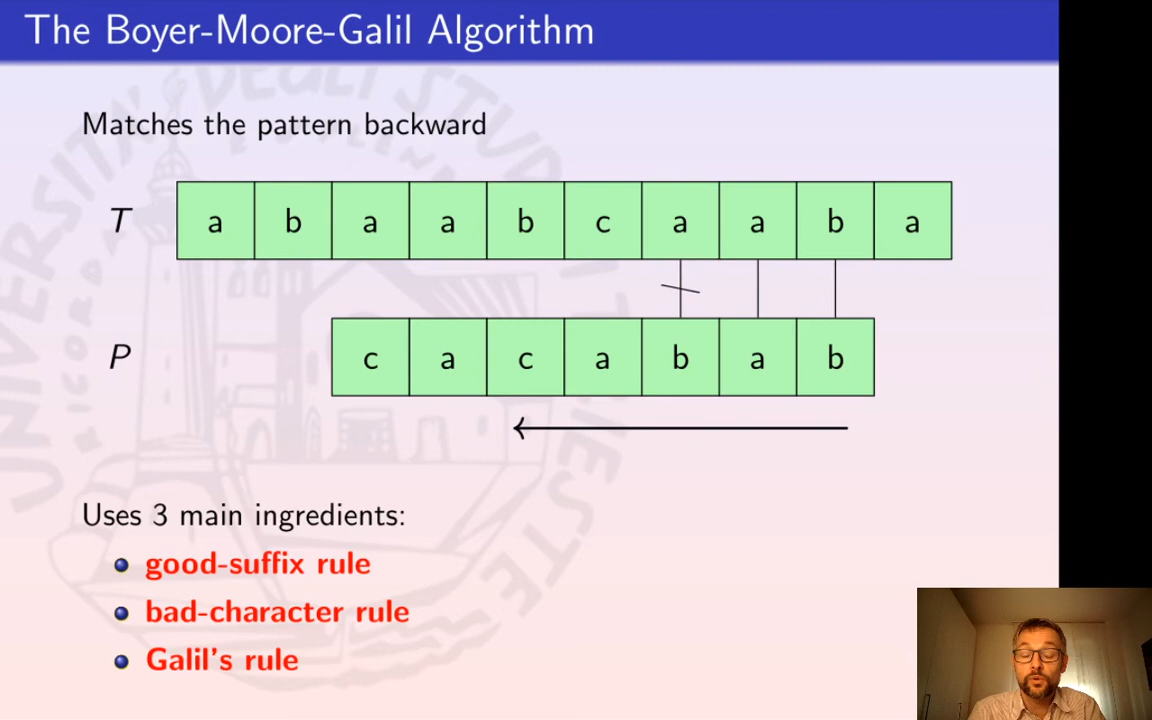 The Boyer-Moore-Galil Algorithm
Matches the pattern backward
T a b a a b c a a b a
P c a c a b a b
Uses 3 main ingredients:
good-suffix rule
bad-character rule
Galil's rule